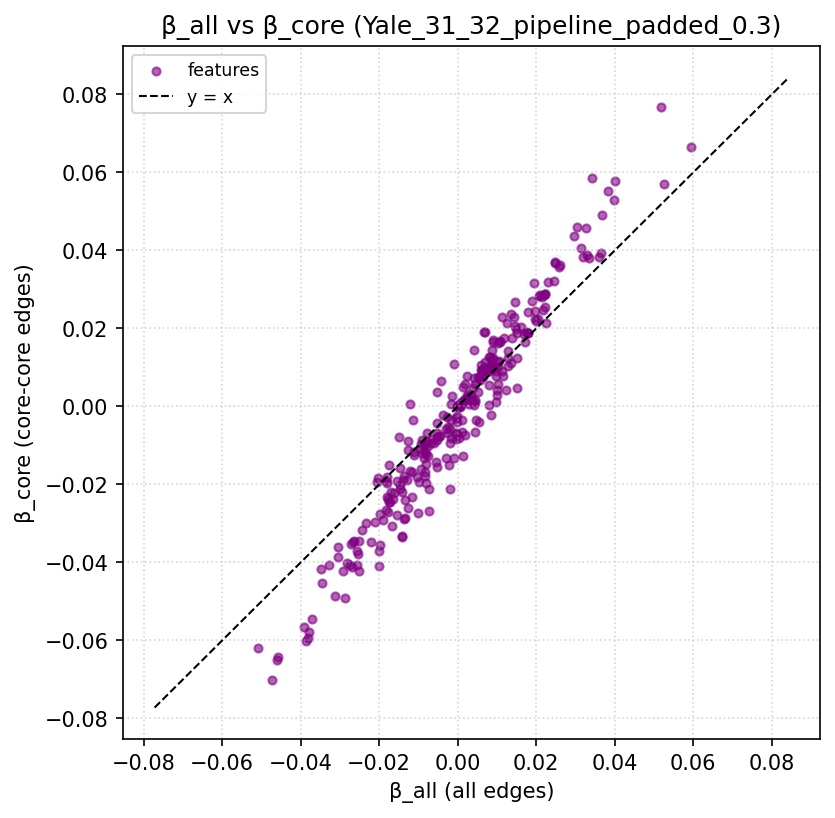 β_all vs β_core (Yale_31_32_pipeline_padded_0.3)
features
y = x
0.08
0.06
0.04
0.02
0.00
−0.02
−0.04
−0.06
−0.08
β_core (core-core edges)
−0.08 −0.06 −0.04 −0.02 0.00 0.02 0.04 0.06 0.08
β_all (all edges)